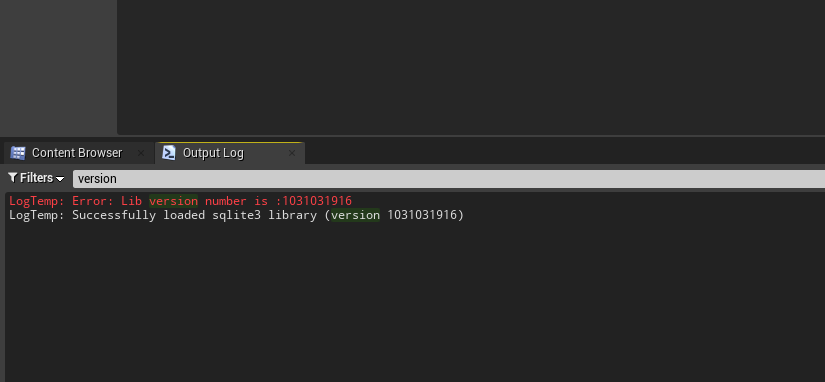 Content Browser
Output Log
Filters
version
LogTemp: Error: Lib version number is :1031031916
LogTemp: Successfully loaded sqlite3 library (version 1031031916)